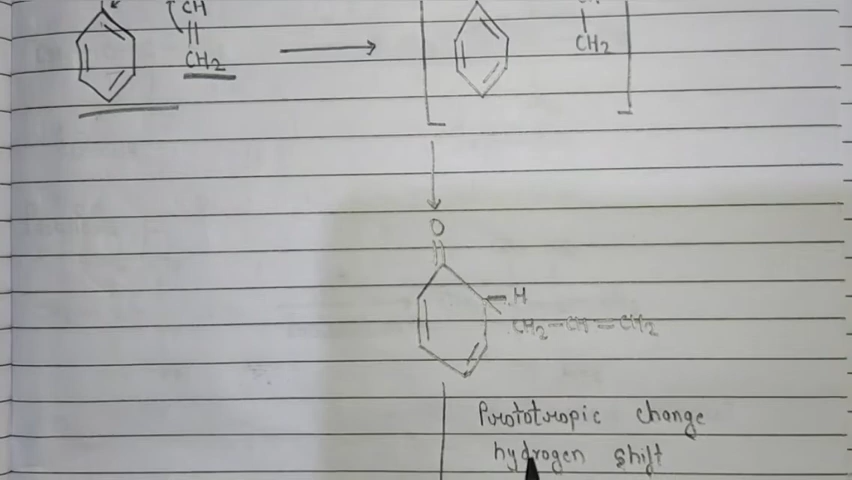 CH
CH2
CH2
O
H
CH2-CH=CH2
Prototropic change
hydrogen shift